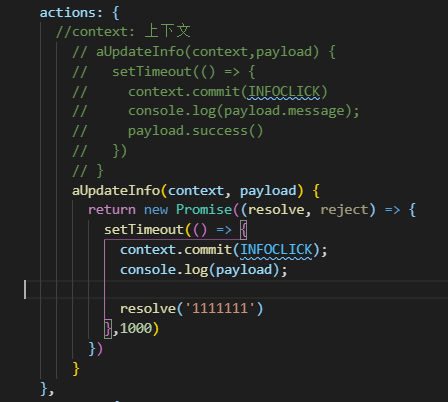 actions: {
//context: 上下文
// aUpdateInfo(context,payload) {
//   setTimeout(() => {
//     context.commit(INFOCLICK)
//     console.log(payload.message);
//     payload.success()
//   })
// }
aUpdateInfo(context, payload) {
return new Promise((resolve, reject) => {
setTimeout(() => {
context.commit(INFOCLICK);
console.log(payload);
resolve('1111111')
},1000)
})
}
},